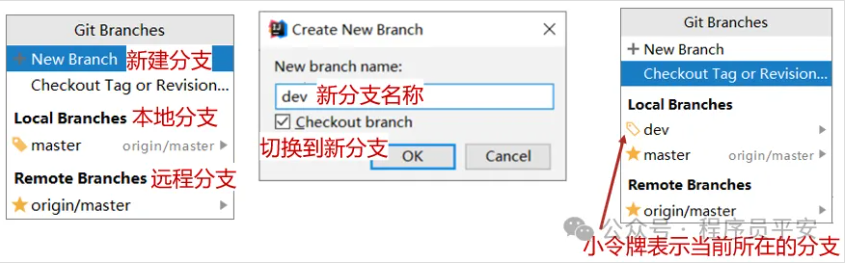 Git Branches
+ New Branch 新建分支
Checkout Tag or Revision...
Local Branches 本地分支
master origin/master
Remote Branches 远程分支
origin/master
Create New Branch
New branch name:
dev 新分支名称
Checkout branch
切换到新分支
OK Cancel
Git Branches
+ New Branch
Checkout Tag or Revision...
Local Branches
dev
master origin/master
Remote Branches
origin/master
公众号 · 程序员平安
小令牌表示当前所在的分支